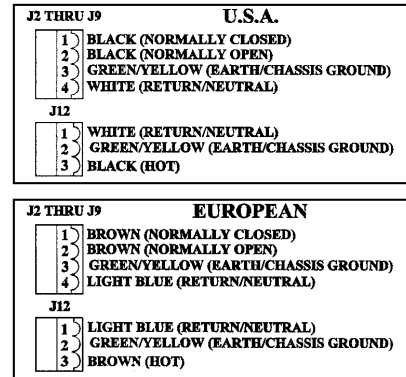 J2 THRU J9 U.S.A.
1 BLACK (NORMALLY CLOSED)
2 BLACK (NORMALLY OPEN)
3 GREEN/YELLOW (EARTH/CHASSIS GROUND)
4 WHITE (RETURN/NEUTRAL)
J12
1 WHITE (RETURN/NEUTRAL)
2 GREEN/YELLOW (EARTH/CHASSIS GROUND)
3 BLACK (HOT)
J2 THRU J9 EUROPEAN
1 BROWN (NORMALLY CLOSED)
2 BROWN (NORMALLY OPEN)
3 GREEN/YELLOW (EARTH/CHASSIS GROUND)
4 LIGHT BLUE (RETURN/NEUTRAL)
J12
1 LIGHT BLUE (RETURN/NEUTRAL)
2 GREEN/YELLOW (EARTH/CHASSIS GROUND)
3 BROWN (HOT)